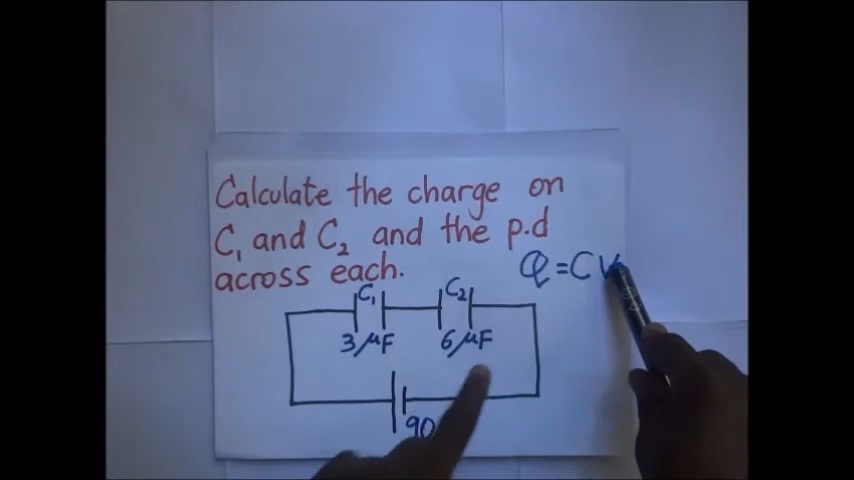 Calculate the charge on
C₁ and C₂ and the p.d
across each.
Q=CV
C₁ C₂
3μF 6μF
90